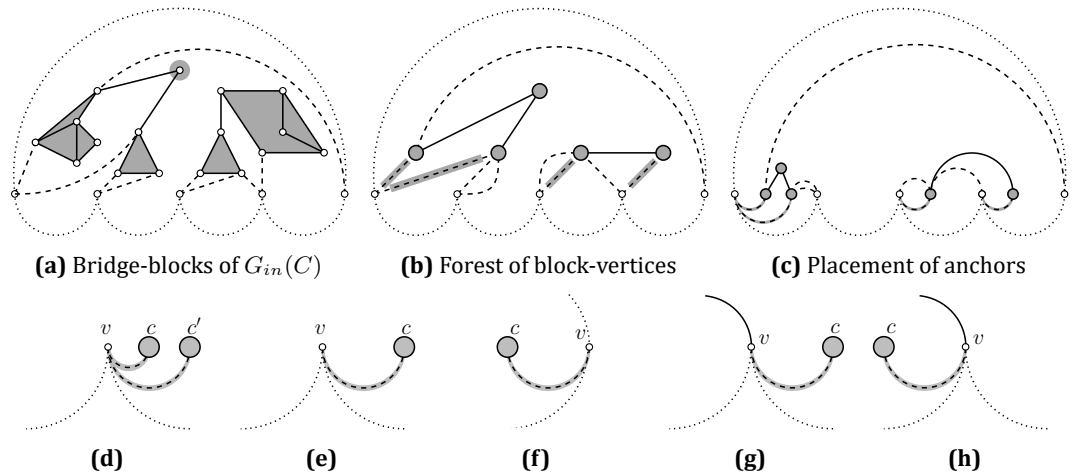 (a) Bridge-blocks of G_in(C)
(b) Forest of block-vertices
(c) Placement of anchors
v c c′
v c
c v
v c
c v
(d) (e) (f) (g) (h)